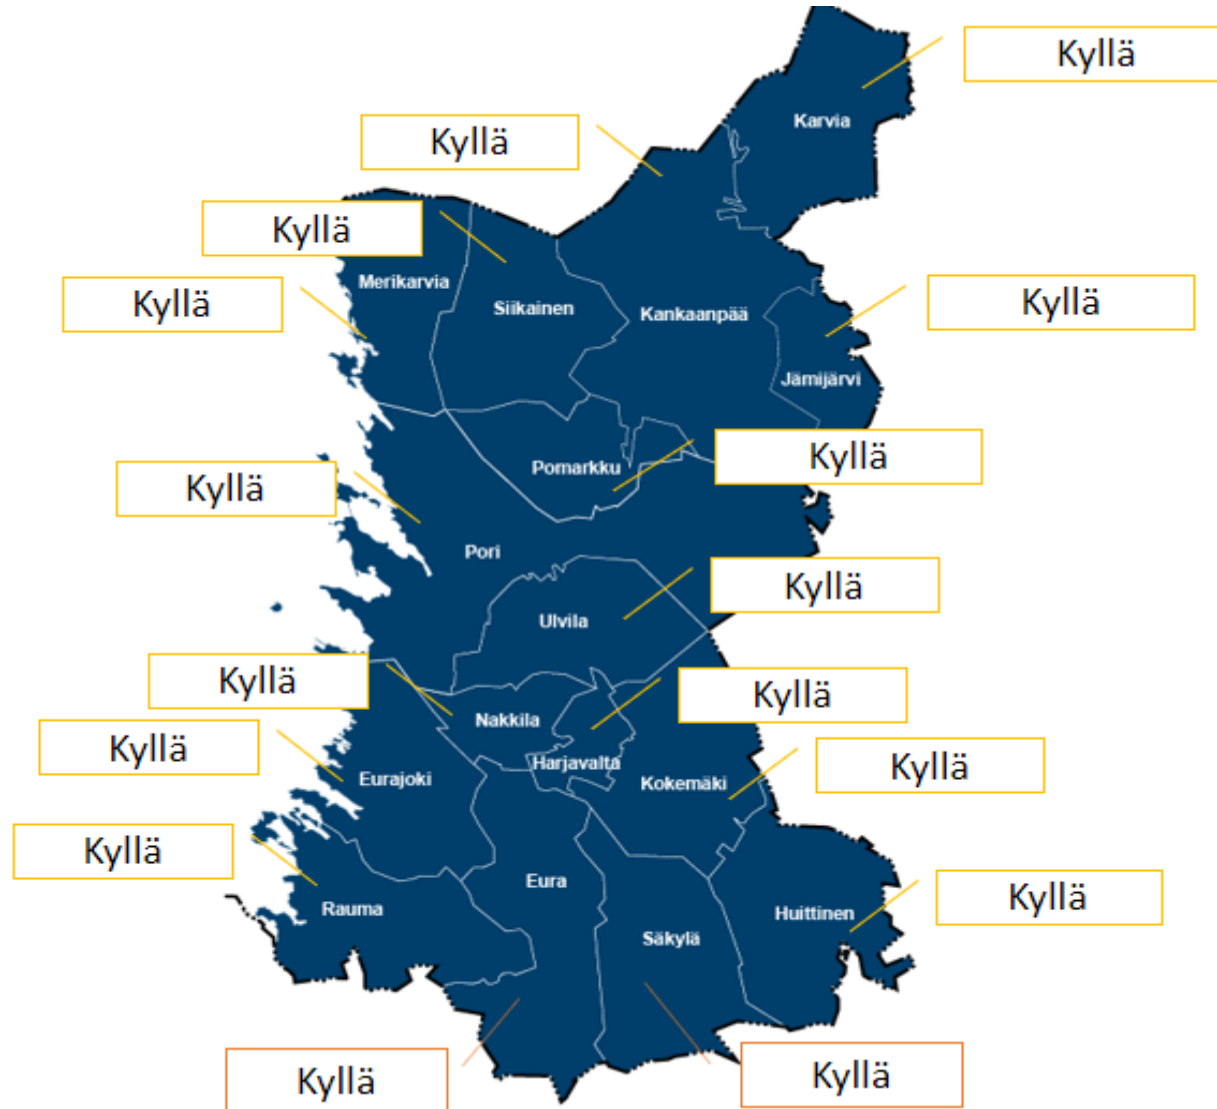 Kyllä
Karvia
Kyllä
Kyllä
Merikarvia
Kyllä
Siikainen
Kankaanpää
Kyllä
Jämijärvi
Kyllä
Pomarkku
Kyllä
Pori
Kyllä
Ulvila
Kyllä
Kyllä
Nakkila
Kyllä
Harjavalta
Eurajoki
Kokemäki
Kyllä
Kyllä
Eura
Rauma
Huittinen
Kyllä
Säkylä
Kyllä
Kyllä